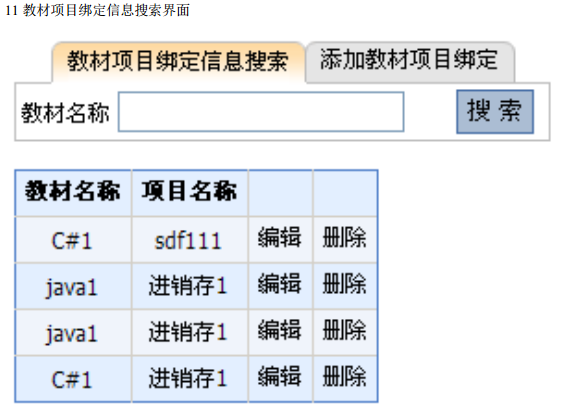 11 教材项目绑定信息搜索界面
教材项目绑定信息搜索 添加教材项目绑定
教材名称 搜 索
教材名称 项目名称
C#1 sdf111 编辑 删除
java1 进销存1 编辑 删除
java1 进销存1 编辑 删除
C#1 进销存1 编辑 删除